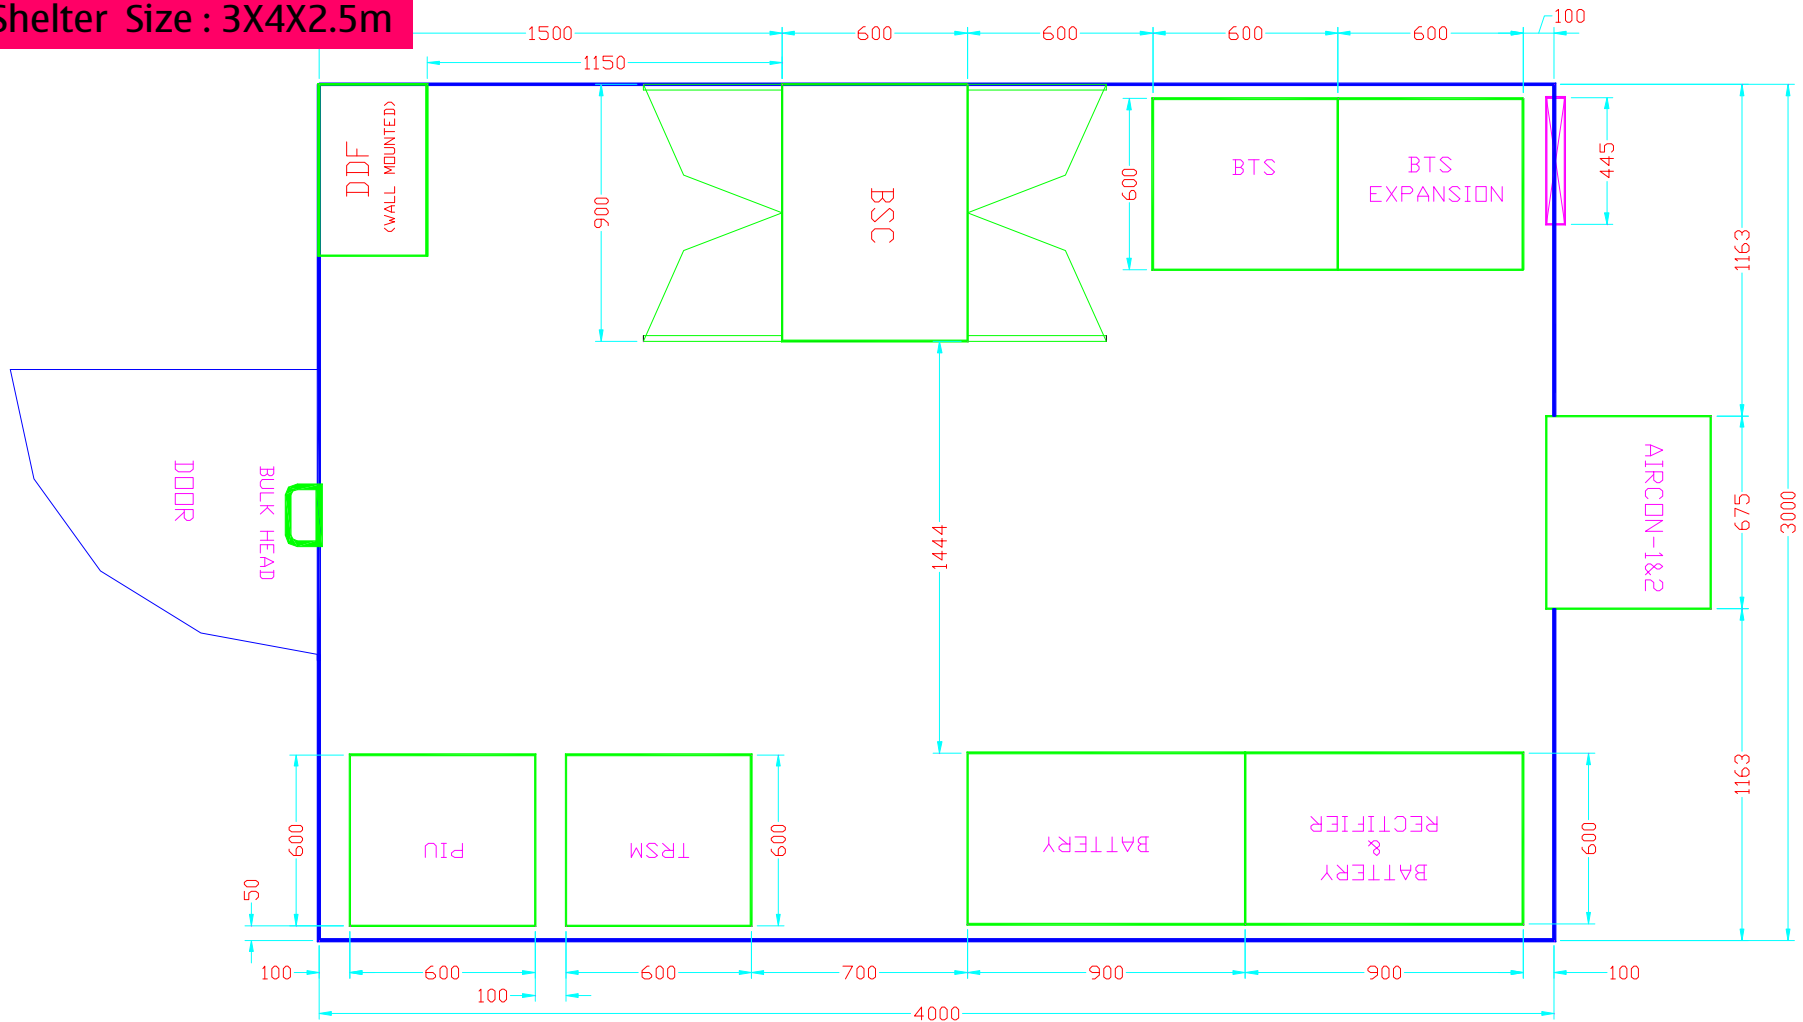 Shelter Size : 3X4X2.5m
1500
600
600
600
600
100
1150
DDF
(WALL MOUNTED)
900
BSC
600
BTS
BTS
EXPANSION
445
1163
DOOR
BULK HEAD
1444
AIRCON-1&2
675
3000
1163
600
PIU
TRSM
600
BATTERY
BATTERY
&
RECTIFIER
600
50
100
600
600
700
900
900
100
100
4000